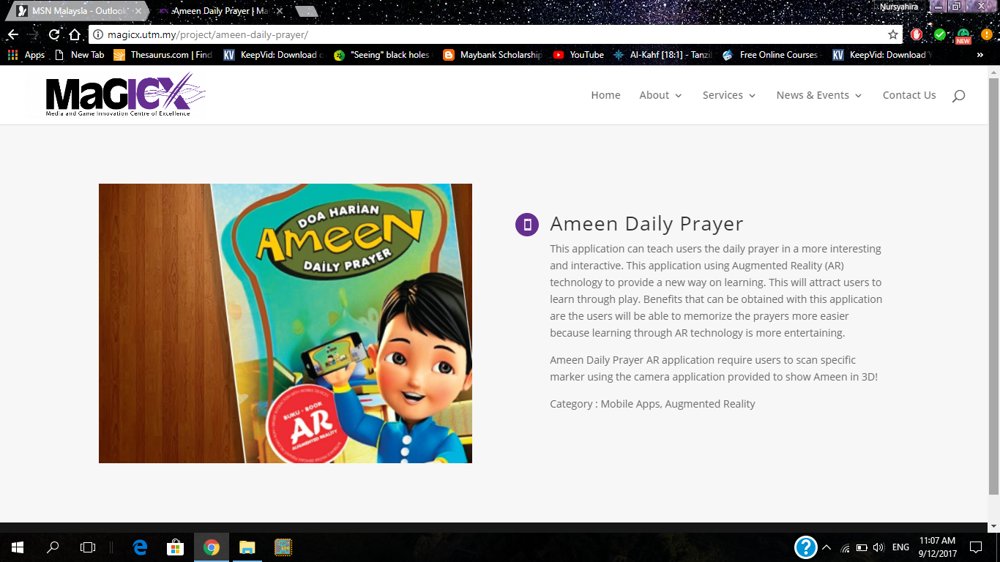 MSN Malaysia - Outlook
Ameen Daily Prayer | Ma
Nursyahira
magicx.utm.my/project/ameen-daily-prayer/
NEW
Apps
New Tab
Thesaurus.com | Find
KV KeepVid: Download o
"Seeing" black holes
Maybank Scholarship
YouTube
Al-Kahf [18:1] - Tanzil
Free Online Courses -
KV KeepVid: Download Y
»
MaGICX
Media and Game Innovation Centre of Excellence
Home
About
Services
News & Events
Contact Us
DOA HARIAN
AMEEN
DAILY PRAYER
BUKU - BOOK
AR
AUGMENTED REALITY
Ameen Daily Prayer
This application can teach users the daily prayer in a more interesting
and interactive. This application using Augmented Reality (AR)
technology to provide a new way on learning. This will attract users to
learn through play. Benefits that can be obtained with this application
are the users will be able to memorize the prayers more easier
because learning through AR technology is more entertaining.
Ameen Daily Prayer AR application require users to scan specific
marker using the camera application provided to show Ameen in 3D!
Category : Mobile Apps, Augmented Reality
ENG
11:07 AM
9/12/2017